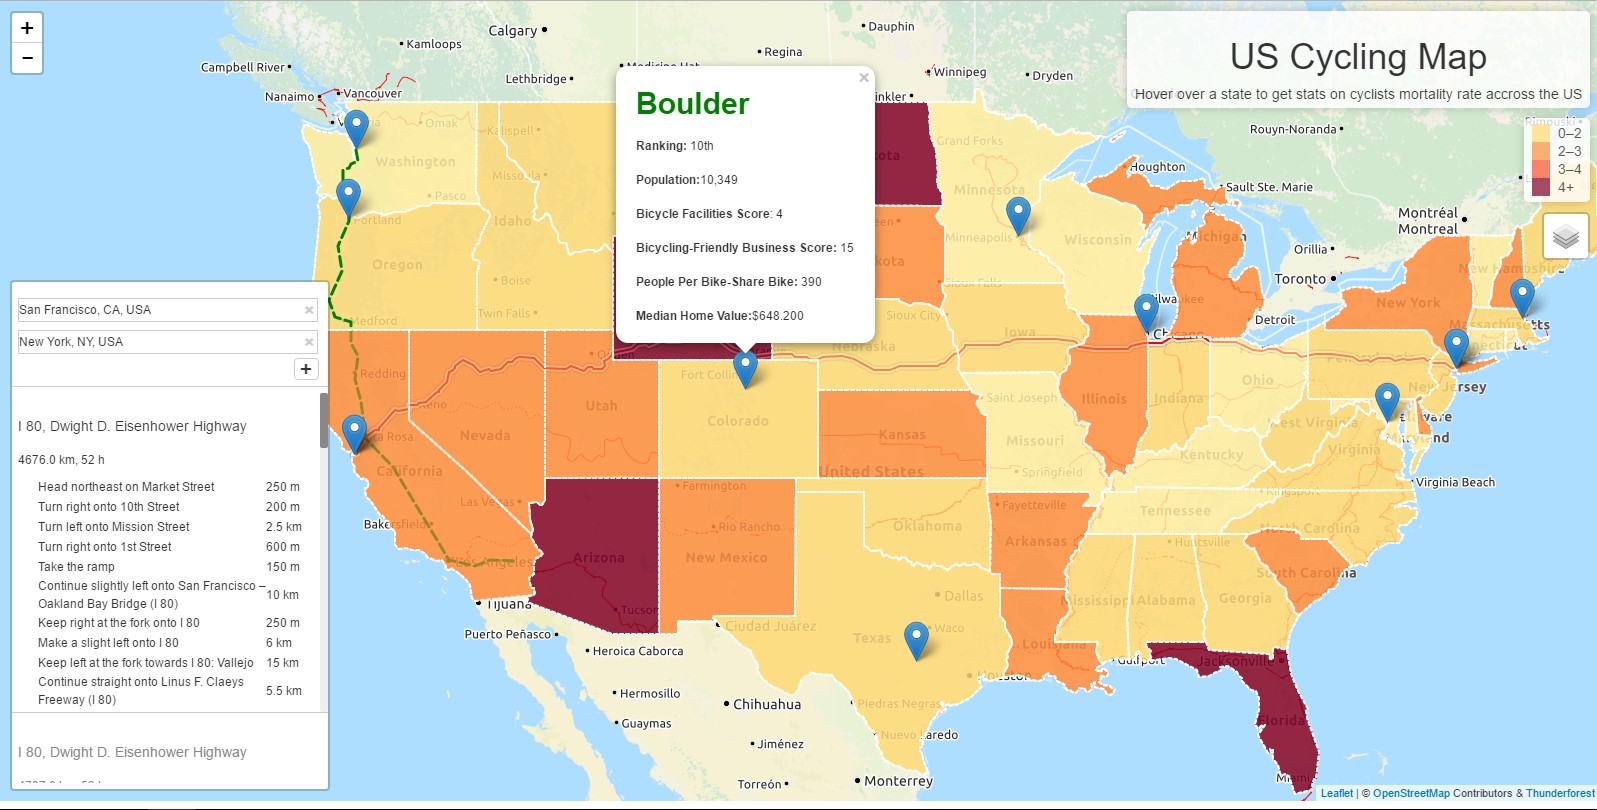 +
−
US Cycling Map
Hover over a state to get stats on cyclists mortality rate accross the US
0–2
2–3
3–4
4+
Boulder
×
Ranking: 10th
Population:10,349
Bicycle Facilities Score: 4
Bicycling-Friendly Business Score: 15
People Per Bike-Share Bike: 390
Median Home Value:$648.200
San Francisco, CA, USA ×
New York, NY, USA ×
+
I 80, Dwight D. Eisenhower Highway
4676.0 km, 52 h
Head northeast on Market Street 250 m
Turn right onto 10th Street 200 m
Turn left onto Mission Street 2.5 km
Turn right onto 1st Street 600 m
Take the ramp 150 m
Continue slightly left onto San Francisco –
Oakland Bay Bridge (I 80) 10 km
Keep right at the fork onto I 80 250 m
Make a slight left onto I 80 6 km
Keep left at the fork towards I 80: Vallejo 15 km
Continue straight onto Linus F. Claeys
Freeway (I 80) 5.5 km
I 80, Dwight D. Eisenhower Highway
Calgary
Dauphin
Kamloops
Regina
Campbell River
Lethbridge
Medicine Hat
Winnipeg
Dryden
Nanaimo
Vancouver
Rouyn-Noranda
Rimouski
Omak
Kalispell
Grand Forks
Washington
Houghton
Missoula
Sault Ste. Marie
Pasco
Minnesota
Portland
Idaho
Montréal
Montreal
Minneapolis
Wisconsin
Michigan
Orillia
Oregon
Toronto
New Hampshire
Boise
Sioux Falls
Medford
Twin Falls
Sioux City
Milwaukee
New York
Detroit
Massachusetts
Iowa
Chicago
Nebraska
Pennsylvania
Redding
Fort Collins
Ohio
New Jersey
Reno
Utah
Saint Joseph
Illinois
Indiana
Santa Rosa
Nevada
Colorado
Kansas
Missouri
West Virginia
Delaware
Maryland
California
United States
Springfield
Kentucky
Virginia
Las Vegas
Farmington
Virginia Beach
Kingsport
Bakersfield
Rio Rancho
Oklahoma
Fayetteville
Tennessee
North Carolina
Los Angeles
Arizona
New Mexico
Arkansas
Huntsville
South Carolina
Tijuana
Tucson
Dallas
Mississippi
Alabama
Georgia
Puerto Peñasco
Ciudad Juárez
Texas
Waco
Louisiana
Heroica Caborca
Houston
Gulfport
Jacksonville
Hermosillo
Chihuahua
Piedras Negras
Guaymas
Florida
Jiménez
Nuevo Laredo
Torreón
Monterrey
Miami
Leaflet | © OpenStreetMap Contributors & Thunderforest